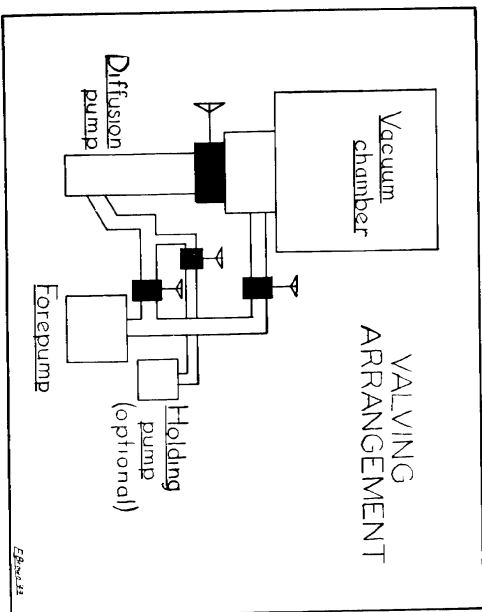 VALVING
ARRANGEMENT
Vacuum
chamber
Diffusion
pump
Holding
pump
(optional)
Forepump